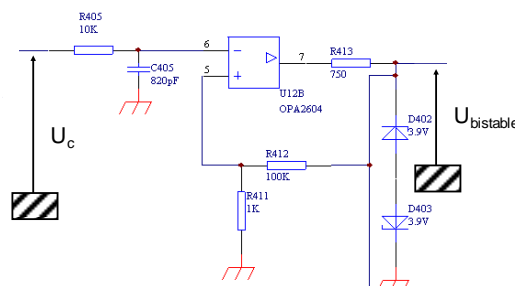 R405
10K
6
5
7
C405
820pF
U12B
OPA2604
R413
750
D402
3.9V
Uc
Ubistable
R412
100K
R411
1K
D403
3.9V